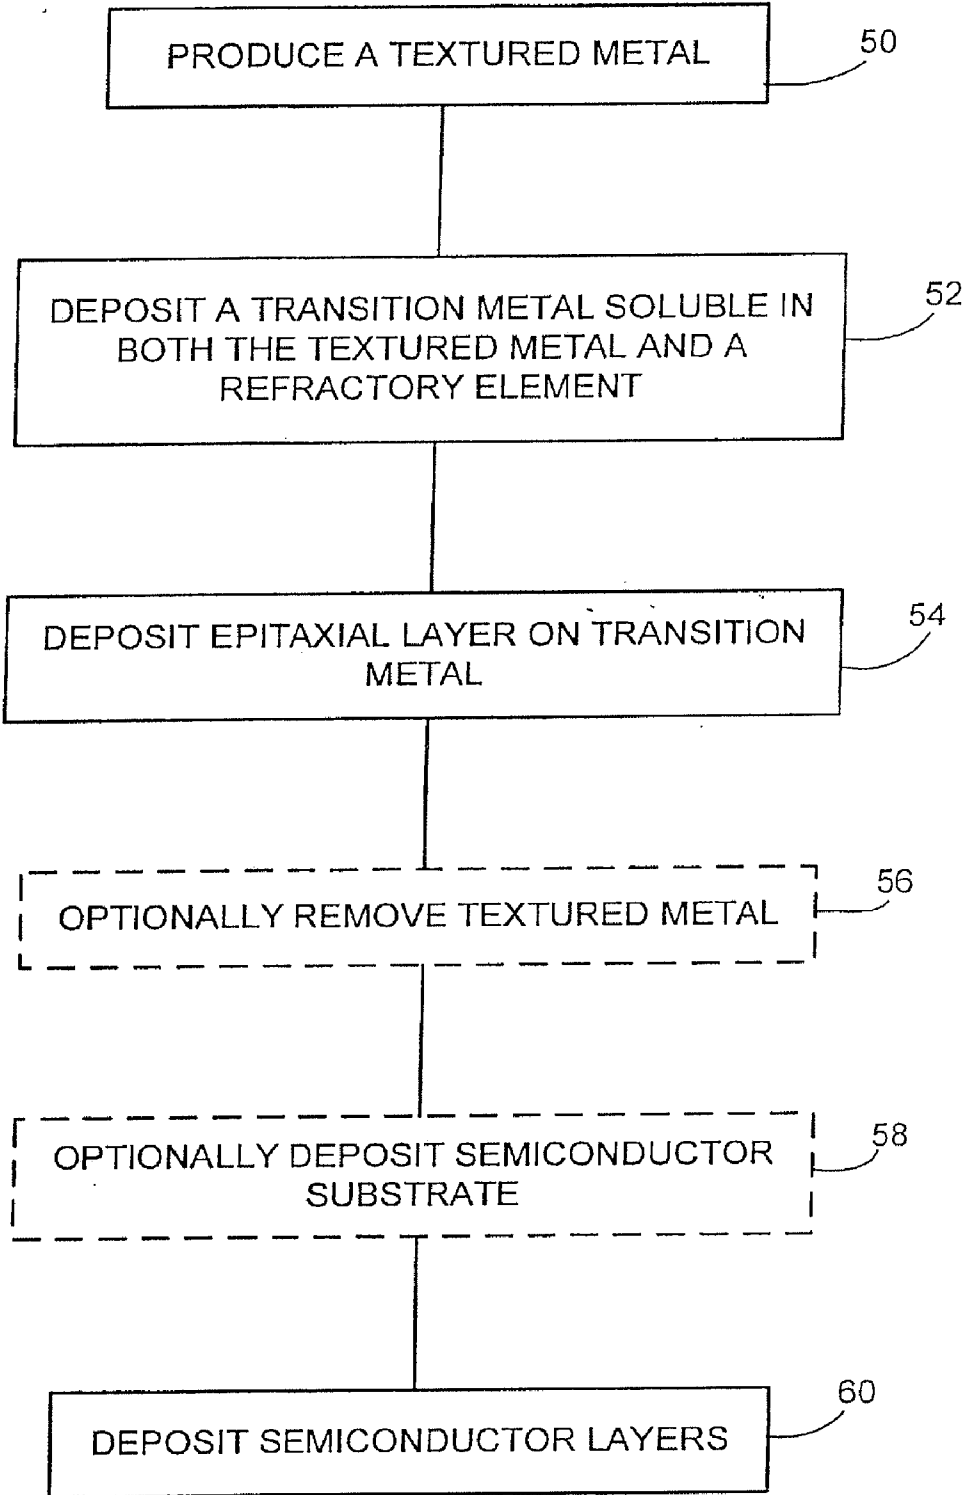 PRODUCE A TEXTURED METAL
50
DEPOSIT A TRANSITION METAL SOLUBLE IN
BOTH THE TEXTURED METAL AND A
REFRACTORY ELEMENT
52
DEPOSIT EPITAXIAL LAYER ON TRANSITION
METAL
54
OPTIONALLY REMOVE TEXTURED METAL
56
OPTIONALLY DEPOSIT SEMICONDUCTOR
SUBSTRATE
58
DEPOSIT SEMICONDUCTOR LAYERS
60